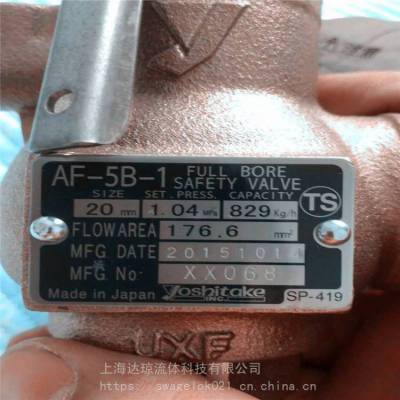 AF-5B-1 FULL BORE SAFETY VALVE
SIZE SET. PRESS. CAPACITY
20 mm 1.04 MPa 829 Kg/h
TS
FLOWAREA 176.6 mm²
MFG DATE 20151014
MFG. No: XX068
Made in Japan Yoshitake INC. SP-419
上海达琼流体科技有限公司
https://swagelok021.cn.china.cn